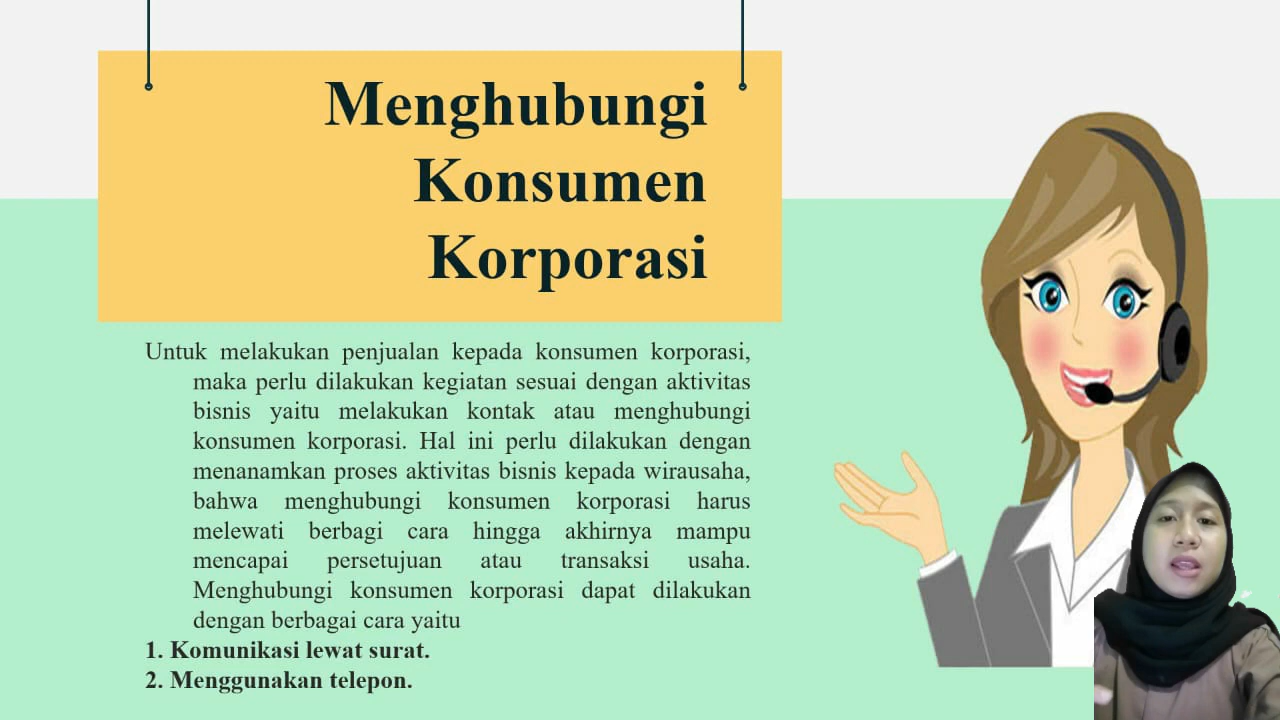 Menghubungi
Konsumen
Korporasi
Untuk melakukan penjualan kepada konsumen korporasi,
maka perlu dilakukan kegiatan sesuai dengan aktivitas
bisnis yaitu melakukan kontak atau menghubungi
konsumen korporasi. Hal ini perlu dilakukan dengan
menanamkan proses aktivitas bisnis kepada wirausaha,
bahwa menghubungi konsumen korporasi harus
melewati berbagi cara hingga akhirnya mampu
mencapai persetujuan atau transaksi usaha.
Menghubungi konsumen korporasi dapat dilakukan
dengan berbagai cara yaitu
1. Komunikasi lewat surat.
2. Menggunakan telepon.